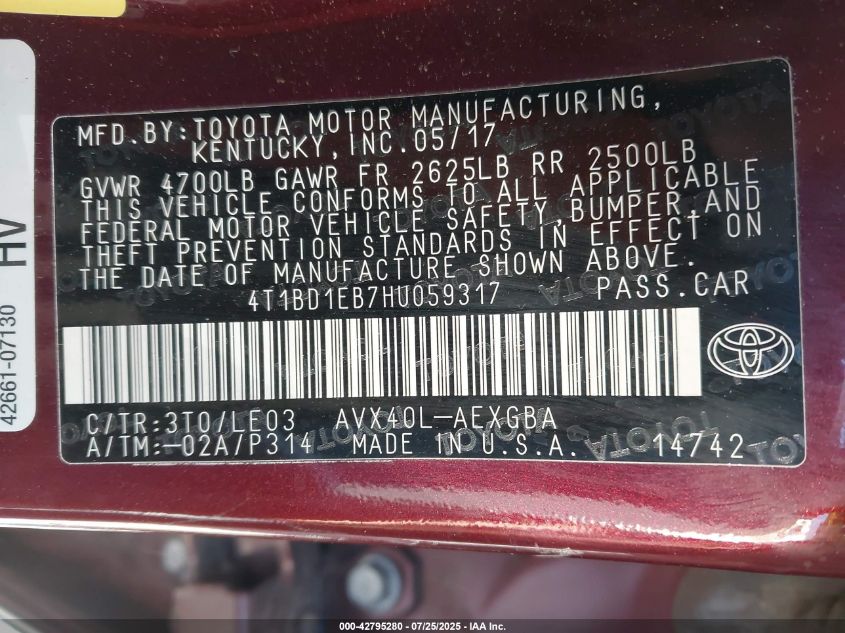 MFD.BY:TOYOTA MOTOR MANUFACTURING,
KENTUCKY,INC.05/17
GVWR 4700LB GAWR FR 2625LB RR 2500LB
THIS VEHICLE CONFORMS TO ALL APPLICABLE
FEDERAL MOTOR VEHICLE SAFETY,BUMPER,AND
THEFT PREVENTION STANDARDS IN EFFECT ON
THE DATE OF MANUFACTURE SHOWN ABOVE.
4T1BD1EB7HU059317 PASS.CAR
C/TR:3T0/LE03 AVX40L-AEXGBA
A/TM:-02A/P314 MADE IN U.S.A. 14742
42661-07130 HV
000-42795280 - 07/25/2025 - IAA Inc.